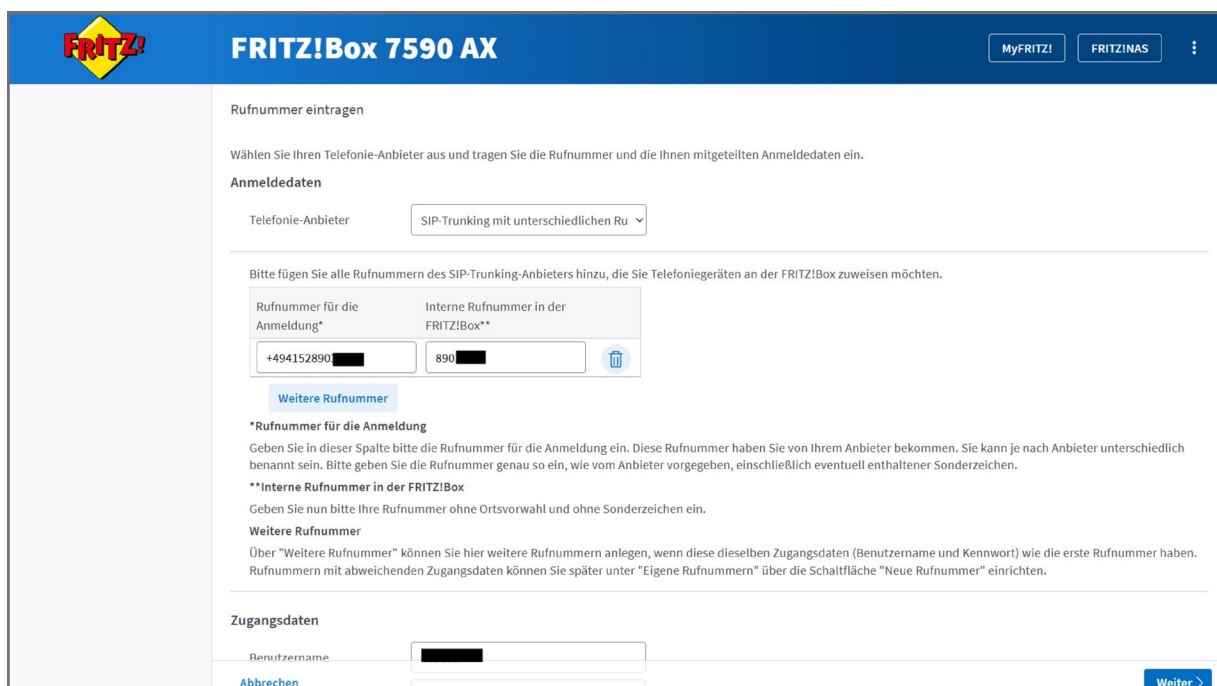 FRITZ!
FRITZ!Box 7590 AX
MyFRITZ!
FRITZ!NAS
Rufnummer eintragen
Wählen Sie Ihren Telefonie-Anbieter aus und tragen Sie die Rufnummer und die Ihnen mitgeteilten Anmeldedaten ein.
Anmeldedaten
Telefonie-Anbieter
SIP-Trunking mit unterschiedlichen Ru
Bitte fügen Sie alle Rufnummern des SIP-Trunking-Anbieters hinzu, die Sie Telefoniegeräten an der FRITZ!Box zuweisen möchten.
Rufnummer für die Interne Rufnummer in der
Anmeldung* FRITZ!Box**
+494152890 890
Weitere Rufnummer
*Rufnummer für die Anmeldung
Geben Sie in dieser Spalte bitte die Rufnummer für die Anmeldung ein. Diese Rufnummer haben Sie von Ihrem Anbieter bekommen. Sie kann je nach Anbieter unterschiedlich
benannt sein. Bitte geben Sie die Rufnummer genau so ein, wie vom Anbieter vorgegeben, einschließlich eventuell enthaltener Sonderzeichen.
**Interne Rufnummer in der FRITZ!Box
Geben Sie nun bitte Ihre Rufnummer ohne Ortsvorwahl und ohne Sonderzeichen ein.
Weitere Rufnummer
Über "Weitere Rufnummer" können Sie hier weitere Rufnummern anlegen, wenn diese dieselben Zugangsdaten (Benutzername und Kennwort) wie die erste Rufnummer haben.
Rufnummern mit abweichenden Zugangsdaten können Sie später unter "Eigene Rufnummern" über die Schaltfläche "Neue Rufnummer" einrichten.
Zugangsdaten
Benutzername
Abbrechen
Weiter